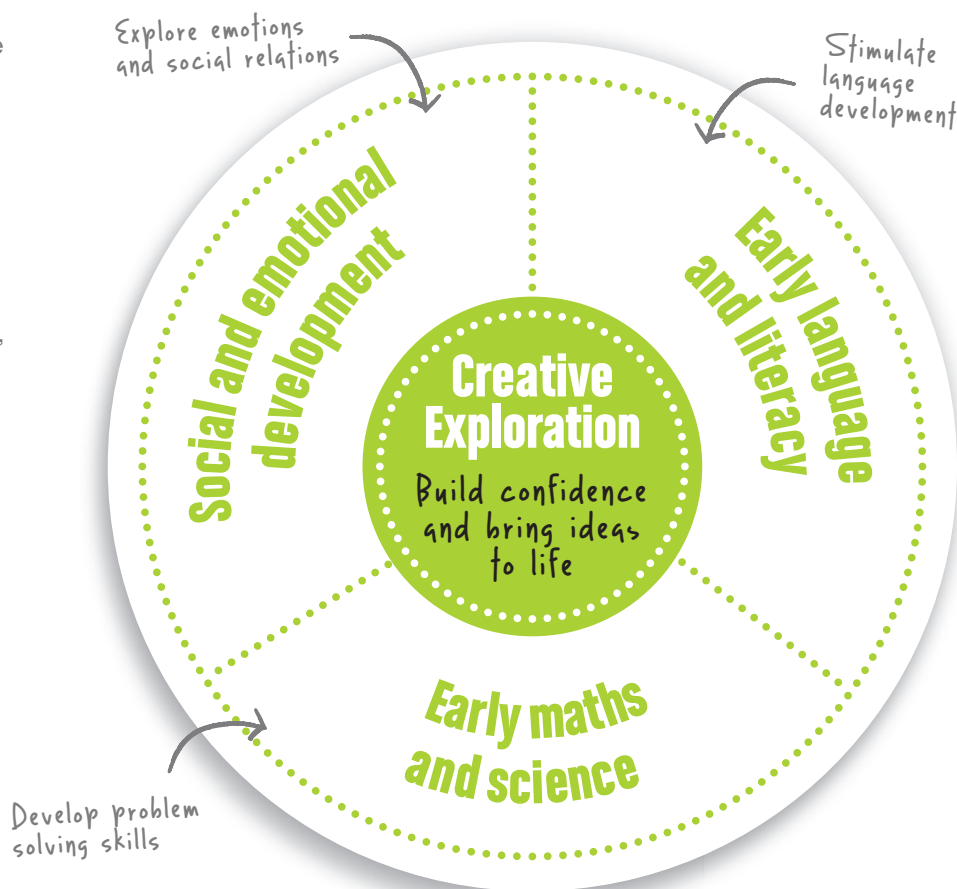 Explore emotions
and social relations
Stimulate
language
development
Social and emotional
development
Early language
and literacy
Creative
Exploration
Build confidence
and bring ideas
to life
Early maths
and science
Develop problem
solving skills